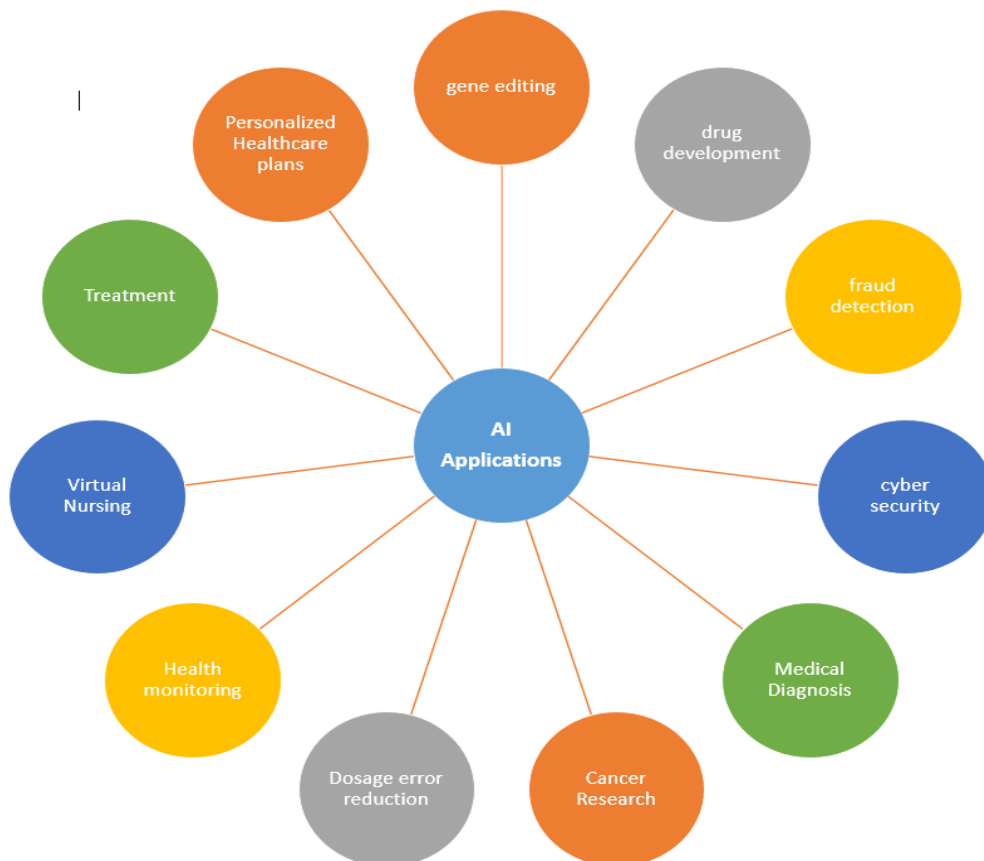 gene editing
drug
development
fraud
detection
cyber
security
Medical
Diagnosis
Cancer
Research
Dosage error
reduction
Health
monitoring
Virtual
Nursing
Treatment
Personalized
Healthcare
plans
AI
Applications